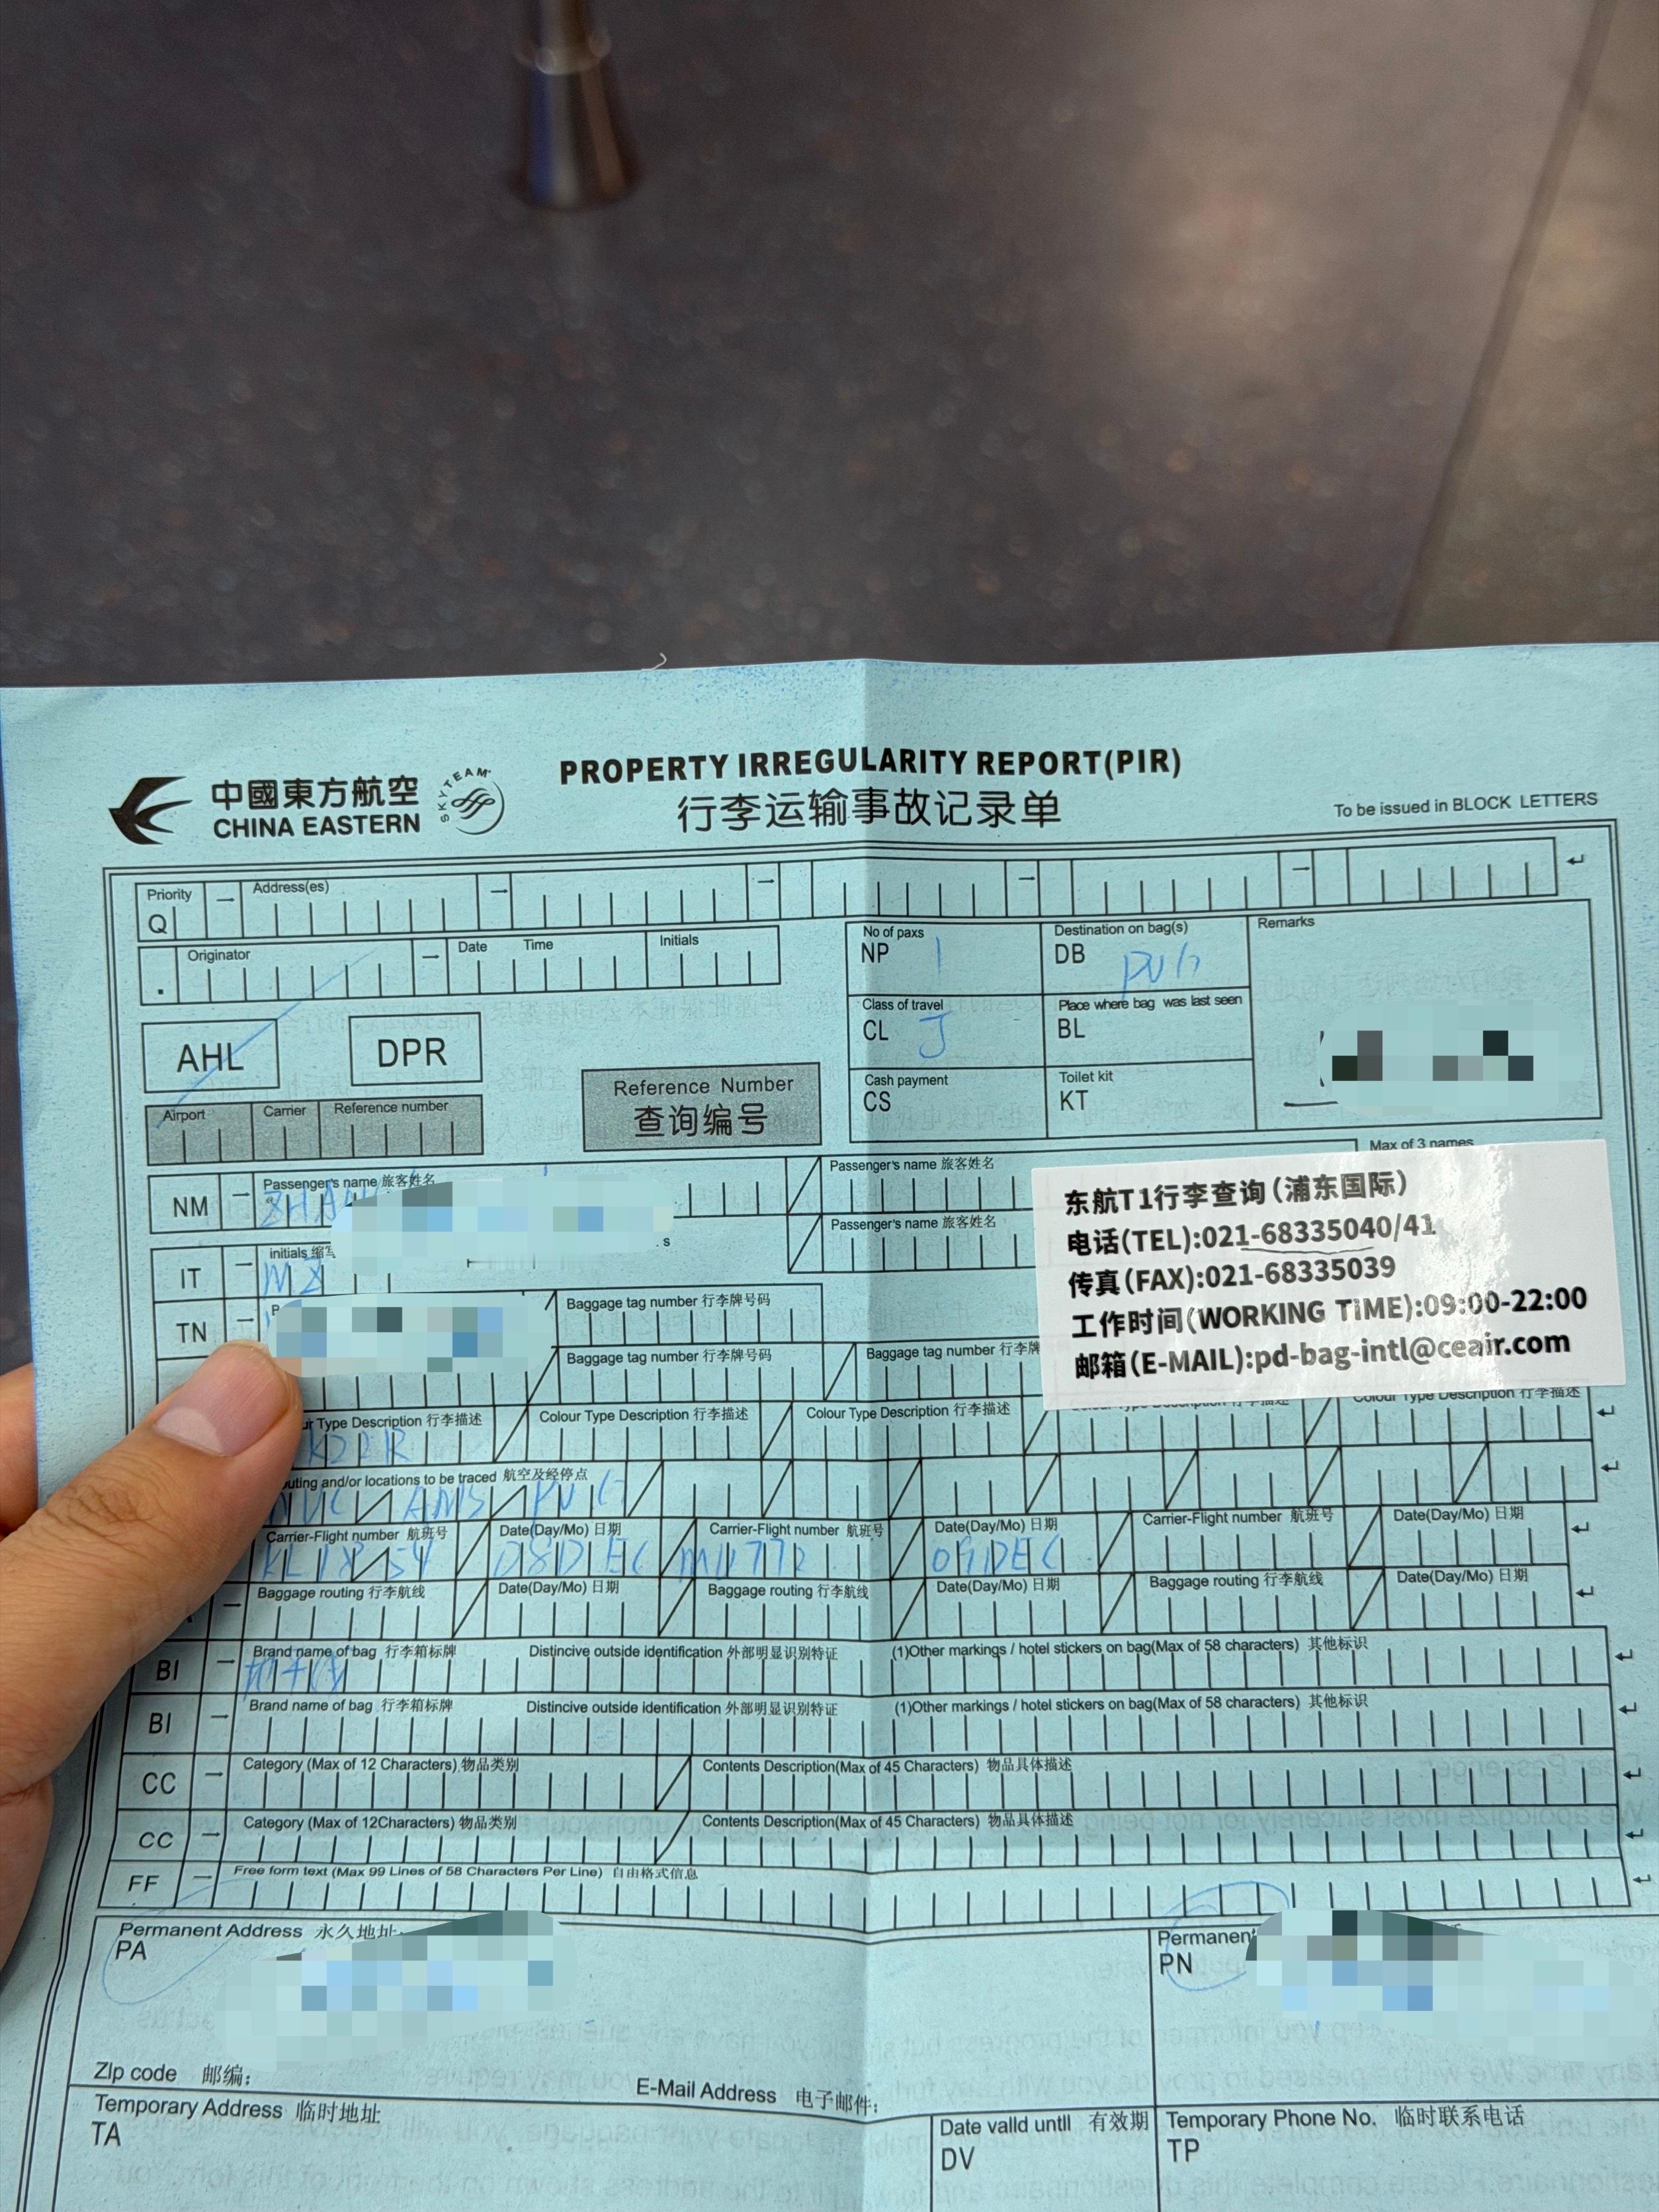 中國東方航空
CHINA EASTERN
SKYTEAM
PROPERTY IRREGULARITY REPORT(PIR)
行李运输事故记录单
To be issued in BLOCK LETTERS
Priority
Q
Address(es)
Originator
Date Time
Initials
No of paxs
NP 1
Destination on bag(s)
DB PVG
Remarks
Class of travel
CL J
Place where bag was last seen
BL
Cash payment
CS
Toilet kit
KT
AHL
DPR
Reference Number
查询编号
Airport Carrier Reference number
Max of 3 names
NM
Passenger's name 旅客姓名
Passenger's name 旅客姓名
Passenger's name 旅客姓名
IT
initials 缩写
MZ
TN
Baggage tag number 行李牌号码
Baggage tag number 行李牌号码
Baggage tag number 行李牌
东航T1行李查询(浦东国际)
电话(TEL):021-68335040/41
传真(FAX):021-68335039
工作时间(WORKING TIME):09:00-22:00
邮箱(E-MAIL):pd-bag-intl@ceair.com
Type Description 行李描述
Colour Type Description 行李描述
Colour Type Description 行李描述
Colour Type Description 行李描述
and/or locations to be traced 航空及经停点
AMS PVG
Carrier-Flight number 航班号
Date(Day/Mo) 日期
Carrier-Flight number 航班号
Date(Day/Mo) 日期
Carrier-Flight number 航班号
Date(Day/Mo) 日期
KL1854 08DEC MU772 09DEC
Baggage routing 行李航线
Date(Day/Mo) 日期
Baggage routing 行李航线
Date(Day/Mo) 日期
Baggage routing 行李航线
Date(Day/Mo) 日期
BI
Brand name of bag 行李箱标牌
Distincive outside identification 外部明显识别特征
(1)Other markings / hotel stickers on bag(Max of 58 characters) 其他标识
BI
Brand name of bag 行李箱标牌
Distincive outside identification 外部明显识别特征
(1)Other markings / hotel stickers on bag(Max of 58 characters) 其他标识
CC
Category (Max of 12 Characters) 物品类别
Contents Description(Max of 45 Characters) 物品具体描述
CC
Category (Max of 12Characters) 物品类别
Contents Description(Max of 45 Characters) 物品具体描述
FF
Free form text (Max 99 Lines of 58 Characters Per Line) 自由格式信息
Permanent Address 永久地址
PA
Permanent
PN
Zip code 邮编:
E-Mail Address 电子邮件:
Temporary Address 临时地址
TA
Date valid until 有效期
DV
Temporary Phone No. 临时联系电话
TP